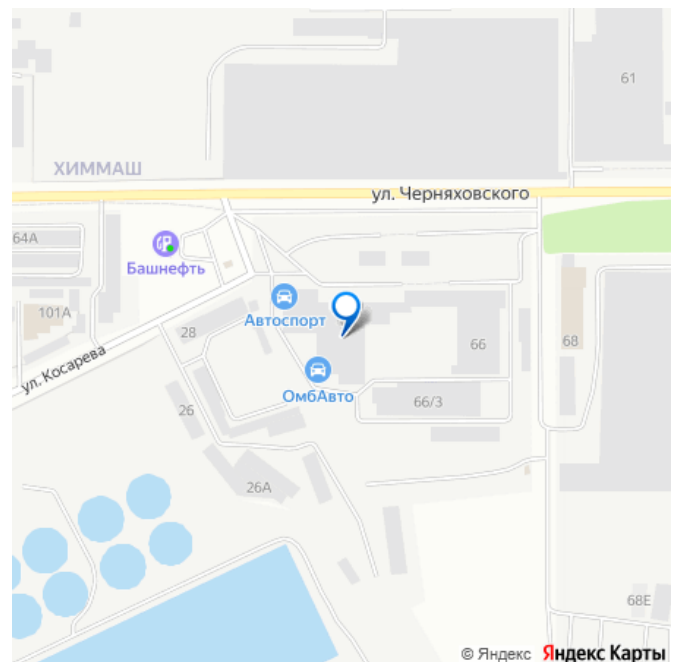 61
ХИММАШ
ул. Черняховского
64А
Башнефть
101А
Автоспорт
28
ул. Косарева
66
68
ОмбАвто
66/3
26
26А
68Е
© Яндекс Яндекс Карты